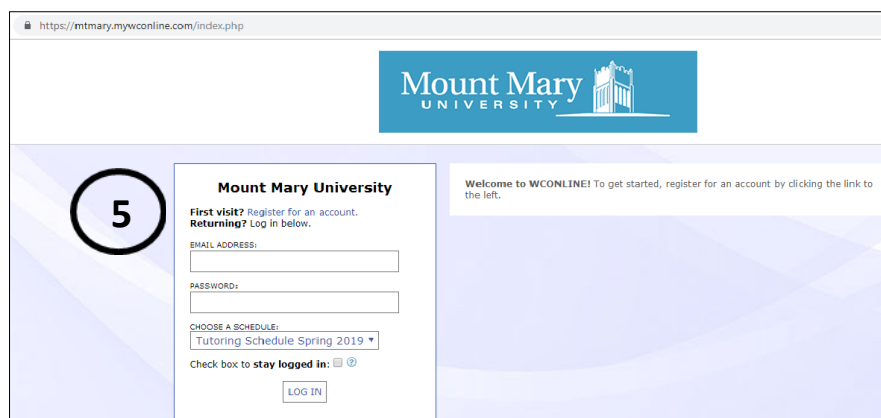 https://mtmary.mywconline.com/index.php
Mount Mary
UNIVERSITY
5
Mount Mary University
First visit? Register for an account.
Returning? Log in below.
EMAIL ADDRESS:
PASSWORD:
CHOOSE A SCHEDULE:
Tutoring Schedule Spring 2019
Check box to stay logged in: ?
LOG IN
Welcome to WCONLINE! To get started, register for an account by clicking the link to
the left.